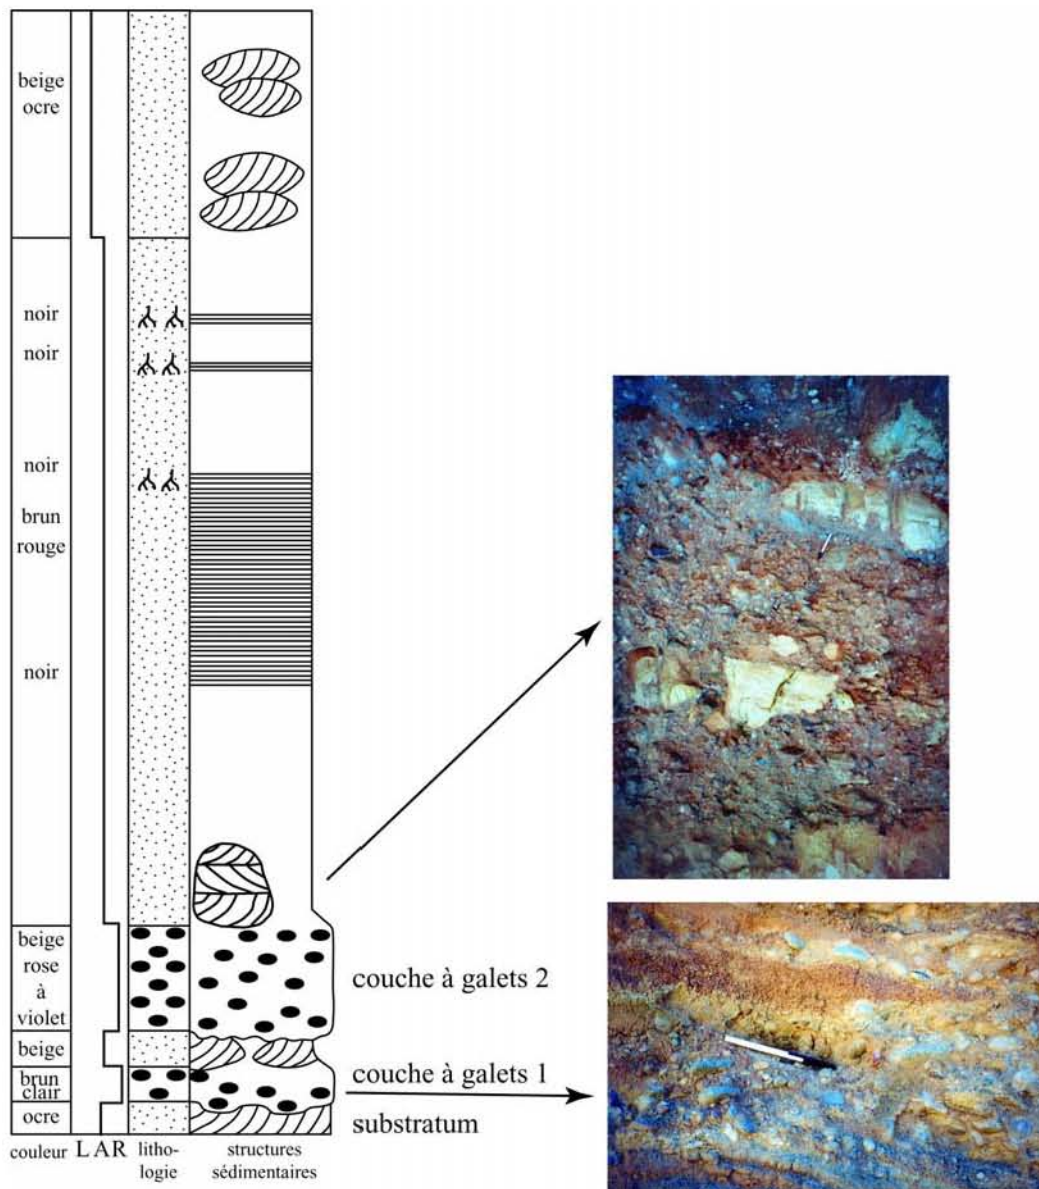 beige
ocre
noir
noir
noir
brun
rouge
noir
beige
rose
à
violet
couche à galets 2
beige
brun
clair
couche à galets 1
ocre
substratum
couleur
L AR
litho-
logie
structures
sédimentaires